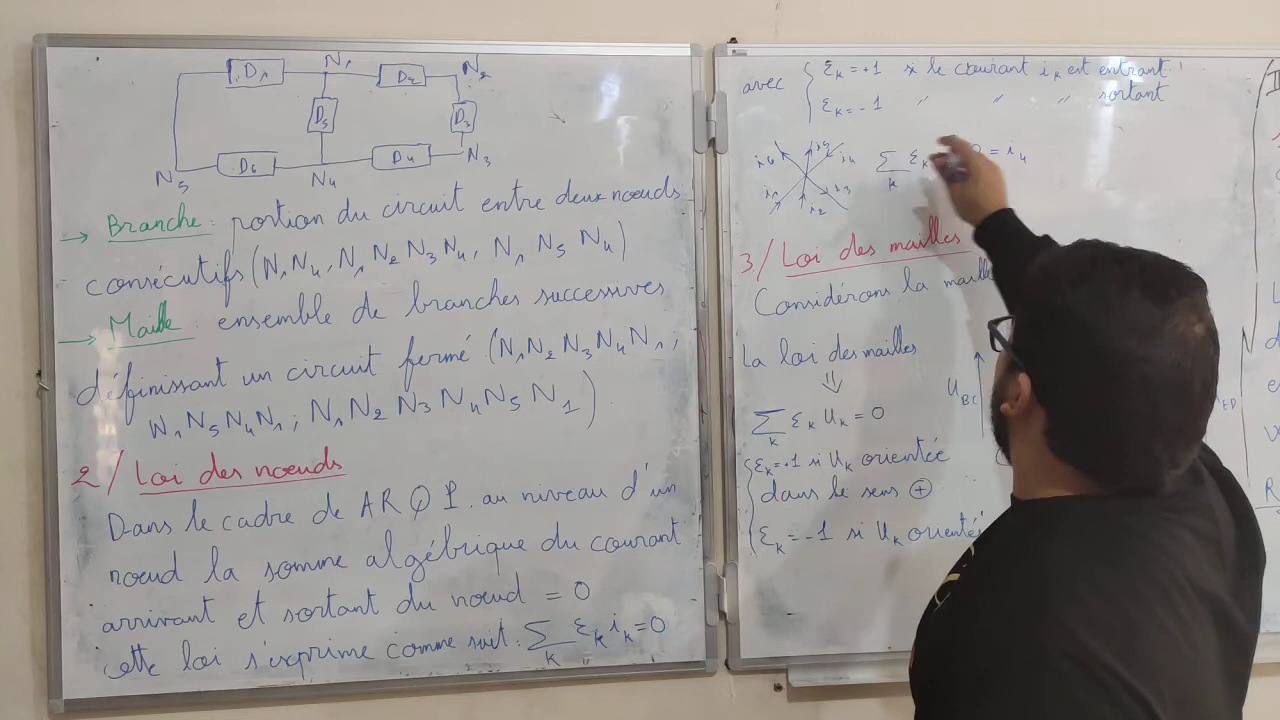 D1 N1 D2 N2
D5 D3
N5 D6 N4 D4 N3
→ Branche : portion du circuit entre deux nœuds
consécutifs (N1N4, N1N2N3N4, N1N5N4)
→ Maille : ensemble de branches successives
définissant un circuit fermé (N1N2N3N4N1;
N1N5N4N1; N1N2N3N4N5N1).
2/ Loi des nœuds
Dans le cadre de ARQP, au niveau d'un
nœud la somme algébrique du courant
arrivant et sortant du nœud = 0
cette loi s'exprime comme suit : ∑k εk ik = 0
avec { εk = +1 si le courant ik est entrant
εk = -1 " " " sortant
i1 i2 i3 i4
∑k εk = i4
3/ Loi des mailles
Considérons la
La loi des mailles
⇓
UBC
∑k εk Uk = 0
{ εk = +1 si Uk orientée
dans le sens ⊕
εk = -1 si Uk orientée